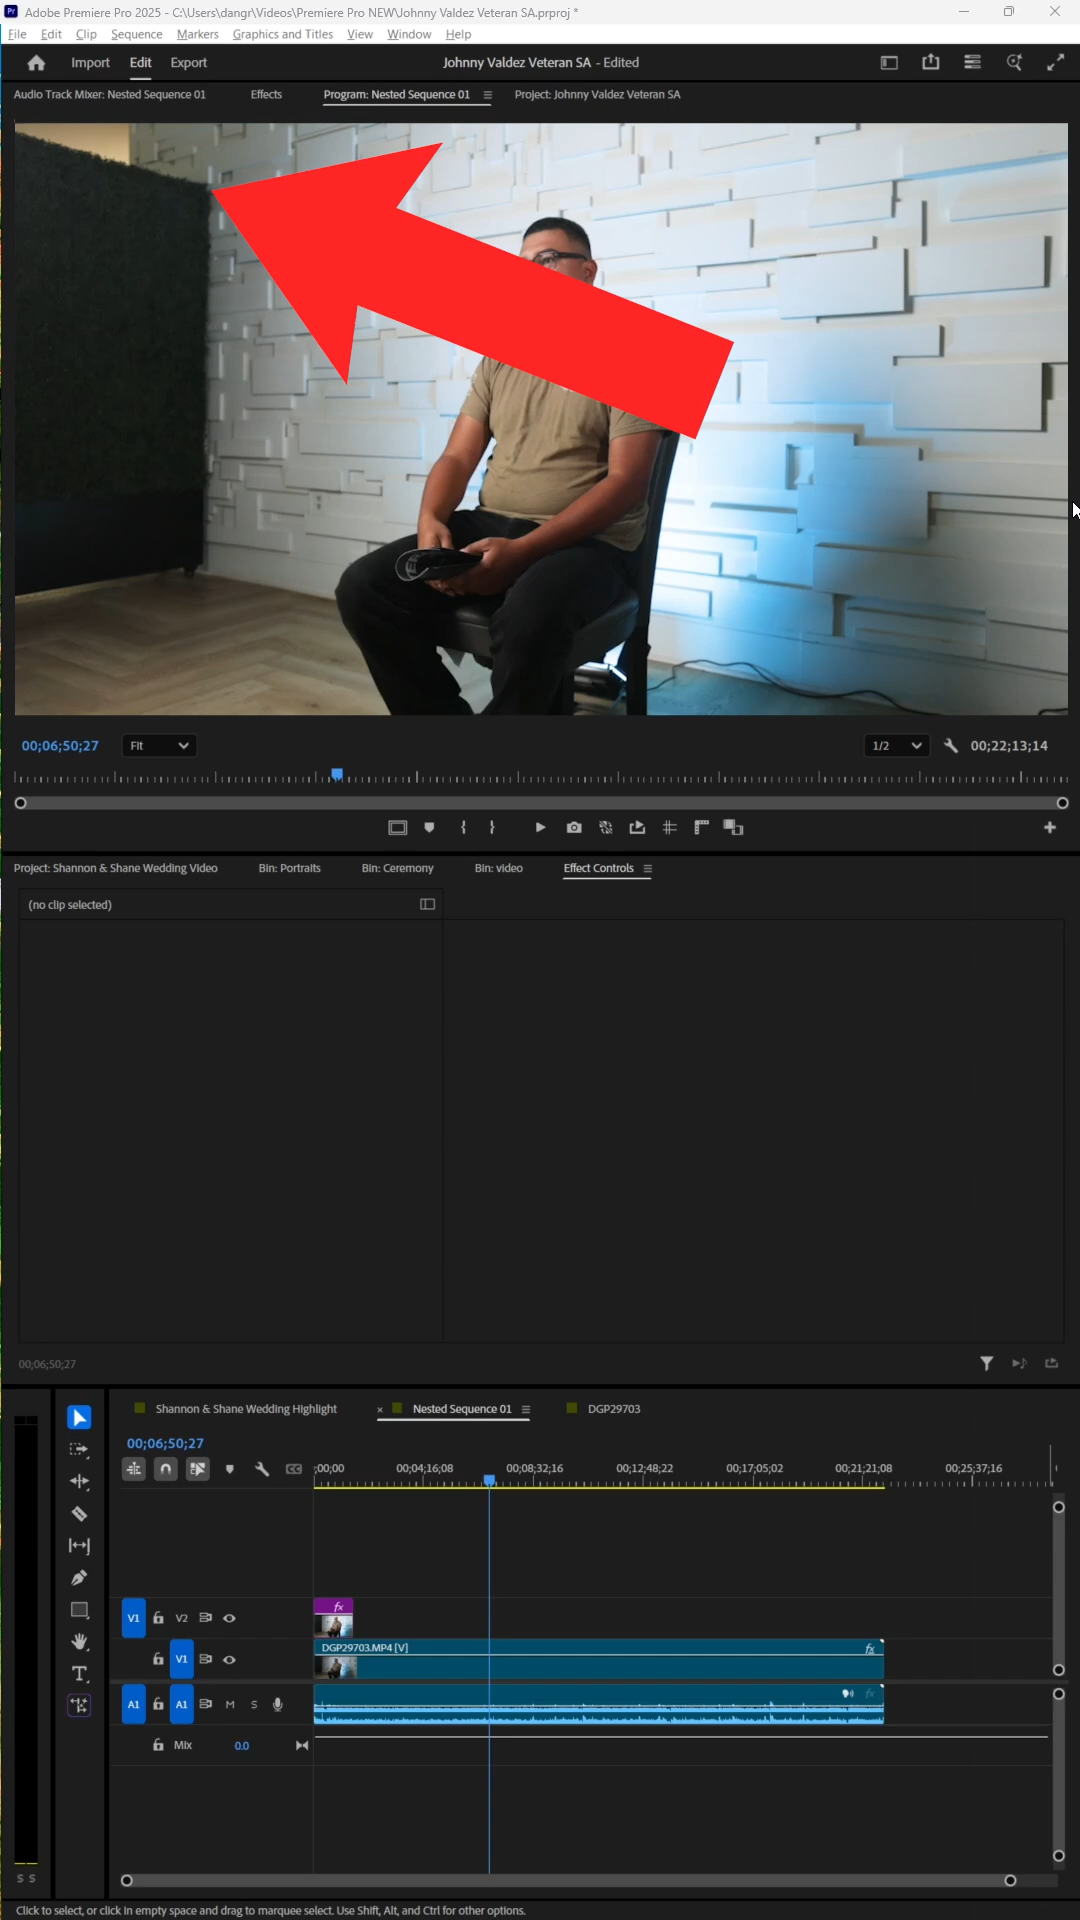 Pr Adobe Premiere Pro 2025 - C:\Users\dangr\Videos\Premiere Pro NEW\Johnny Valdez Veteran SA.prproj *
File Edit Clip Sequence Markers Graphics and Titles View Window Help
Import Edit Export Johnny Valdez Veteran SA - Edited
Audio Track Mixer: Nested Sequence 01 Effects Program: Nested Sequence 01 Project: Johnny Valdez Veteran SA
00;06;50;27 Fit 1/2 00;22;13;14
Project: Shannon & Shane Wedding Video Bin: Portraits Bin: Ceremony Bin: video Effect Controls
(no clip selected)
00;06;50;27
Shannon & Shane Wedding Highlight × Nested Sequence 01 DGP29703
00;06;50;27
CC ;00;00 00;04;16;08 00;08;32;16 00;12;48;22 00;17;05;02 00;21;21;08 00;25;37;16
V1 V2 fx
V1 DGP29703.MP4 [V] fx
A1 A1 M S fx
Mix 0.0
S S
Click to select, or click in empty space and drag to marquee select. Use Shift, Alt, and Ctrl for other options.